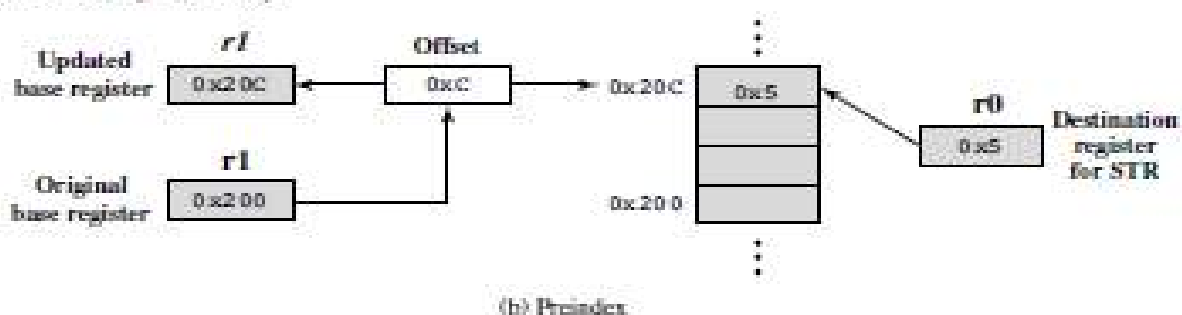 r1
Offset
Updated
base register
0x20C
0xC
0x20C
0x5
r0
Destination
register
for STR
0x5
r1
Original
base register
0x200
0x200
(b) Preindex